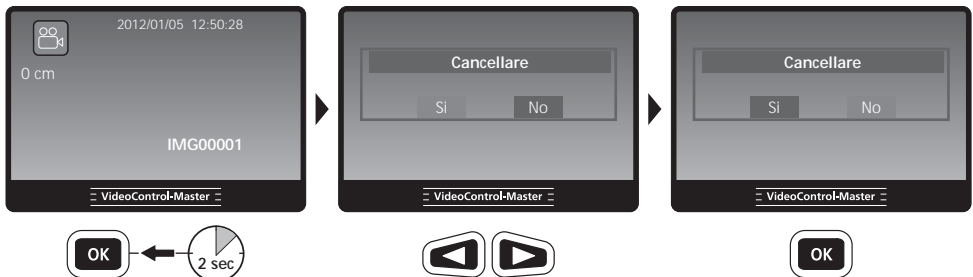 2012/01/05 12:50:28
0 cm
IMG00001
VideoControl-Master
OK
2 sec
Cancellare
Si No
VideoControl-Master
Cancellare
Si No
VideoControl-Master
OK